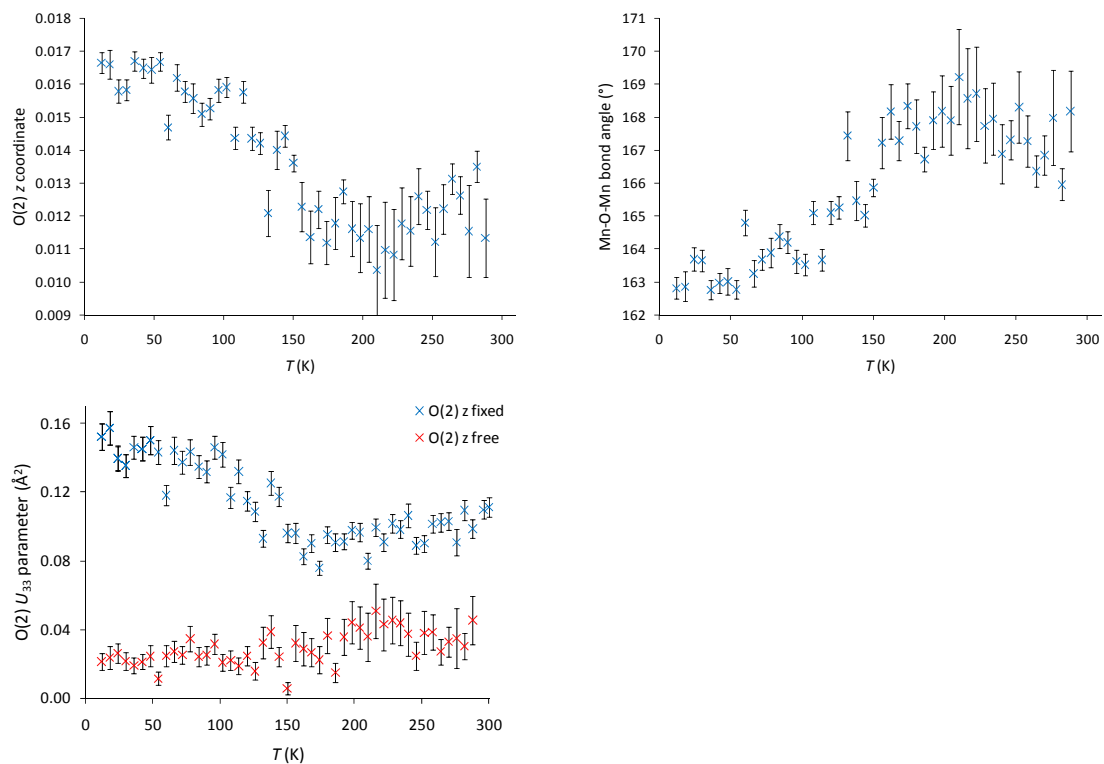 0.018
0.017
0.016
0.015
0.014
0.013
0.012
0.011
0.010
0.009
O(2) z coordinate
0 50 100 150 200 250 300
T (K)
171
170
169
168
167
166
165
164
163
162
Mn-O-Mn bond angle (°)
0 50 100 150 200 250 300
T (K)
0.16
0.12
0.08
0.04
0.00
O(2) U33 parameter (Å²)
O(2) z fixed
O(2) z free
0 50 100 150 200 250 300
T (K)